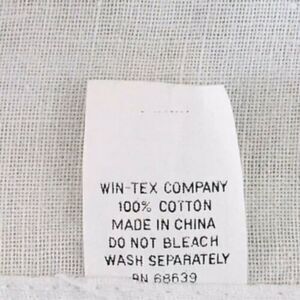 WIN-TEX COMPANY
100% COTTON
MADE IN CHINA
DO NOT BLEACH
WASH SEPARATELY
RN 68639